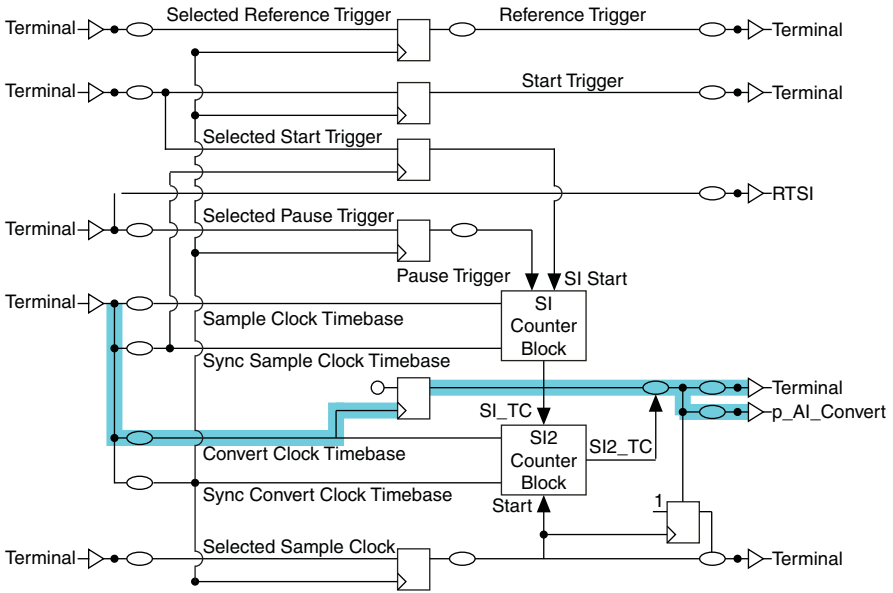 Terminal
Selected Reference Trigger
Reference Trigger
Terminal
Terminal
Start Trigger
Terminal
Selected Start Trigger
RTSI
Terminal
Selected Pause Trigger
Pause Trigger
SI Start
Terminal
Sample Clock Timebase
SI
Counter
Block
Sync Sample Clock Timebase
Terminal
SI_TC
p_AI_Convert
Convert Clock Timebase
SI2
Counter
Block
SI2_TC
Sync Convert Clock Timebase
Start
1
Terminal
Selected Sample Clock
Terminal